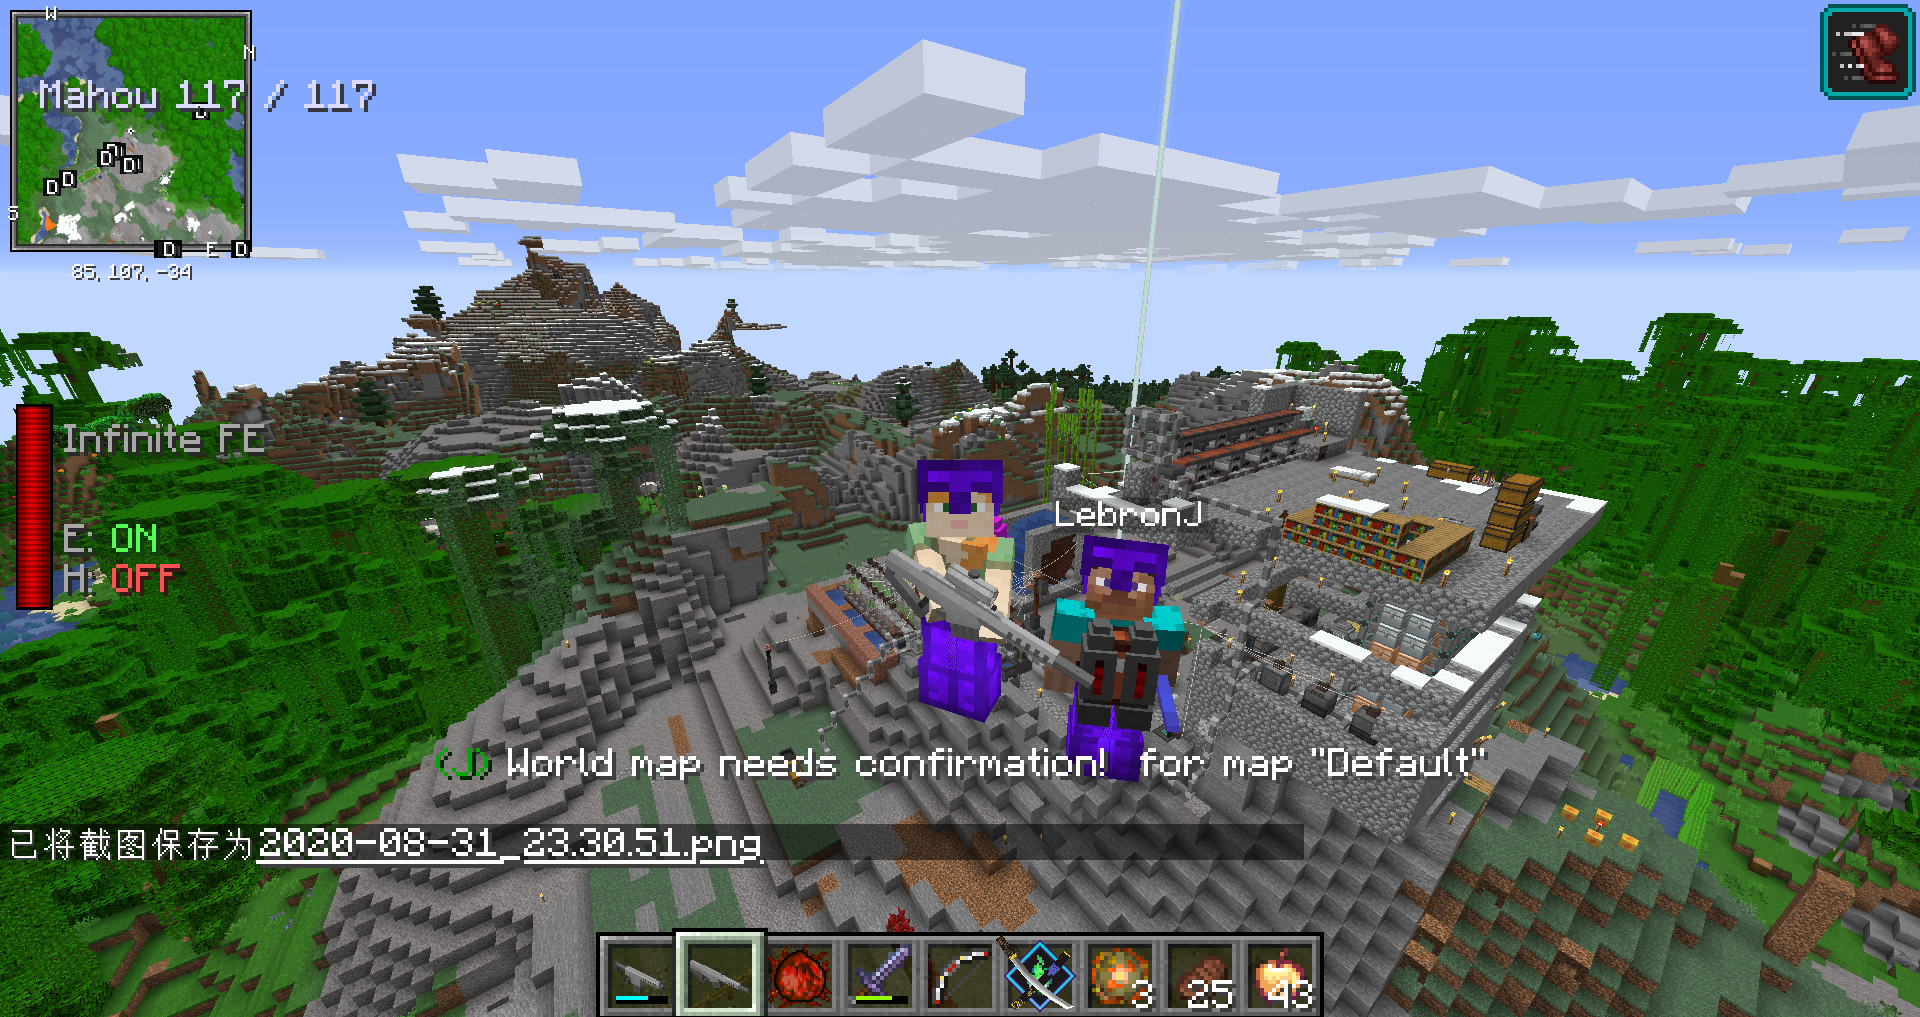 W
N
Mahou 117 / 117
D
D
D
D
D
S
D
E
D
85, 107, -34
Infinite FE
E: ON
H: OFF
LebronJ
(J) World map needs confirmation! for map "Default"
已将截图保存为2020-08-31_23.30.51.png
3
25
43